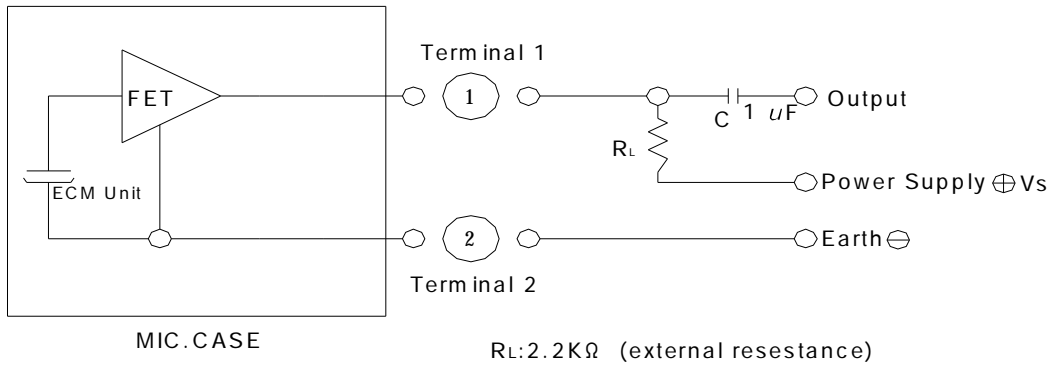 Terminal 1
FET
1
Output
C 1 uF
RL
ECM Unit
Power Supply ⊕ Vs
2
Earth ⊖
Terminal 2
MIC.CASE
RL:2.2KΩ (external resestance)